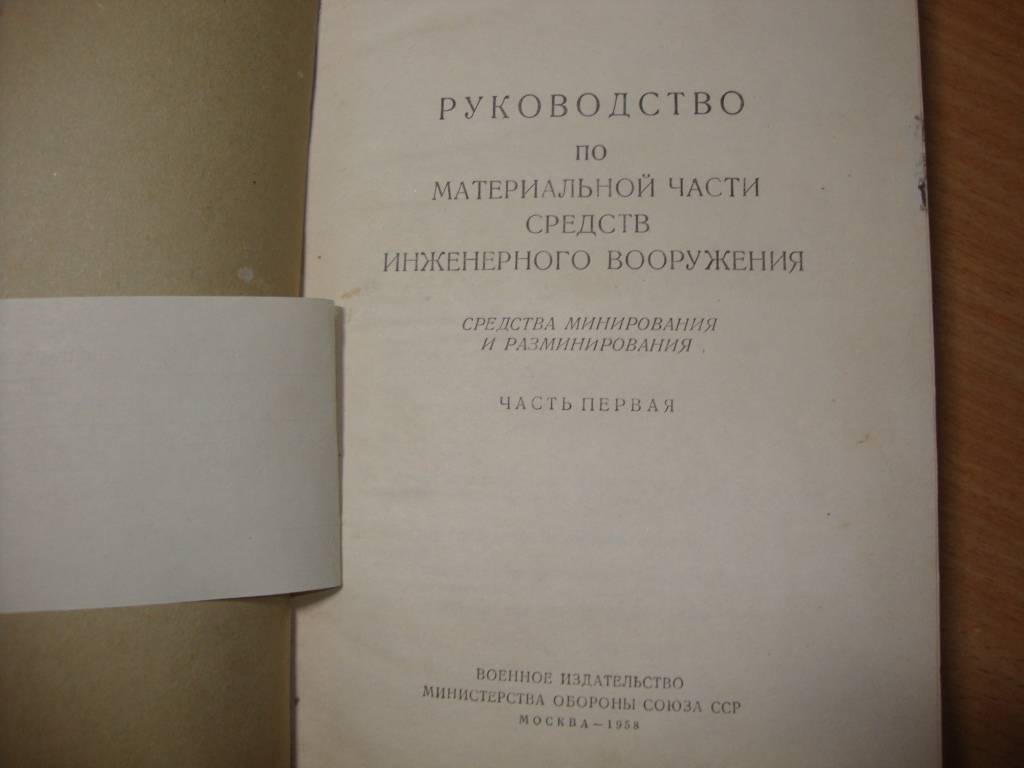 РУКОВОДСТВО
ПО
МАТЕРИАЛЬНОЙ ЧАСТИ
СРЕДСТВ
ИНЖЕНЕРНОГО ВООРУЖЕНИЯ
СРЕДСТВА МИНИРОВАНИЯ
И РАЗМИНИРОВАНИЯ
ЧАСТЬ ПЕРВАЯ
ВОЕННОЕ ИЗДАТЕЛЬСТВО
МИНИСТЕРСТВА ОБОРОНЫ СОЮЗА ССР
МОСКВА—1958